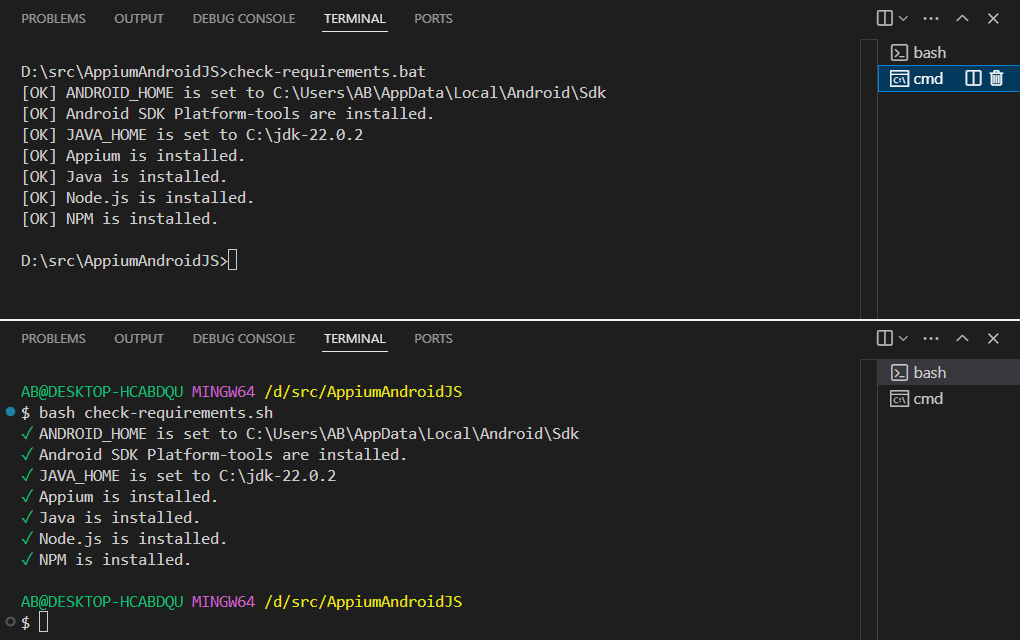 PROBLEMS OUTPUT DEBUG CONSOLE TERMINAL PORTS
bash
cmd
D:\src\AppiumAndroidJS>check-requirements.bat
[OK] ANDROID_HOME is set to C:\Users\AB\AppData\Local\Android\Sdk
[OK] Android SDK Platform-tools are installed.
[OK] JAVA_HOME is set to C:\jdk-22.0.2
[OK] Appium is installed.
[OK] Java is installed.
[OK] Node.js is installed.
[OK] NPM is installed.
D:\src\AppiumAndroidJS>
PROBLEMS OUTPUT DEBUG CONSOLE TERMINAL PORTS
bash
cmd
AB@DESKTOP-HCABDQU MINGW64 /d/src/AppiumAndroidJS
$ bash check-requirements.sh
✓ ANDROID_HOME is set to C:\Users\AB\AppData\Local\Android\Sdk
✓ Android SDK Platform-tools are installed.
✓ JAVA_HOME is set to C:\jdk-22.0.2
✓ Appium is installed.
✓ Java is installed.
✓ Node.js is installed.
✓ NPM is installed.
AB@DESKTOP-HCABDQU MINGW64 /d/src/AppiumAndroidJS
$